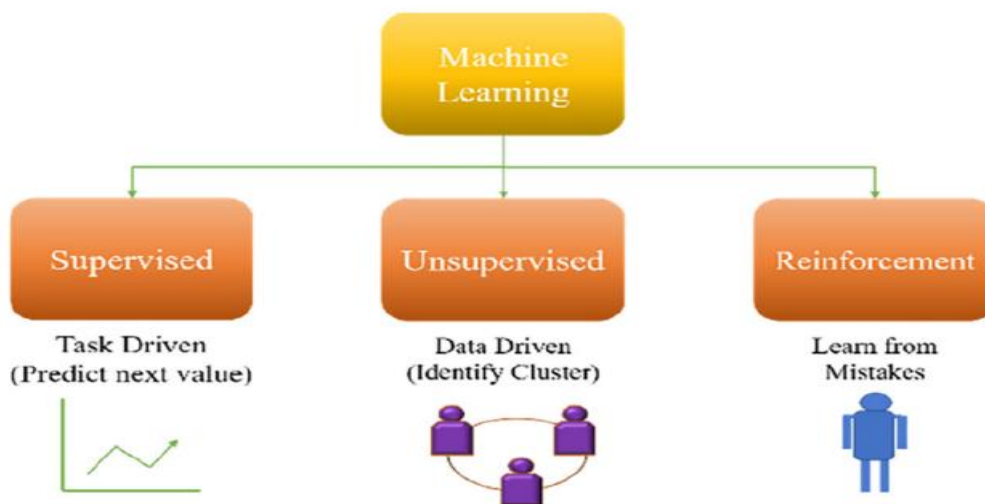 Machine
Learning
Supervised
Unsupervised
Reinforcement
Task Driven
(Predict next value)
Data Driven
(Identify Cluster)
Learn from
Mistakes